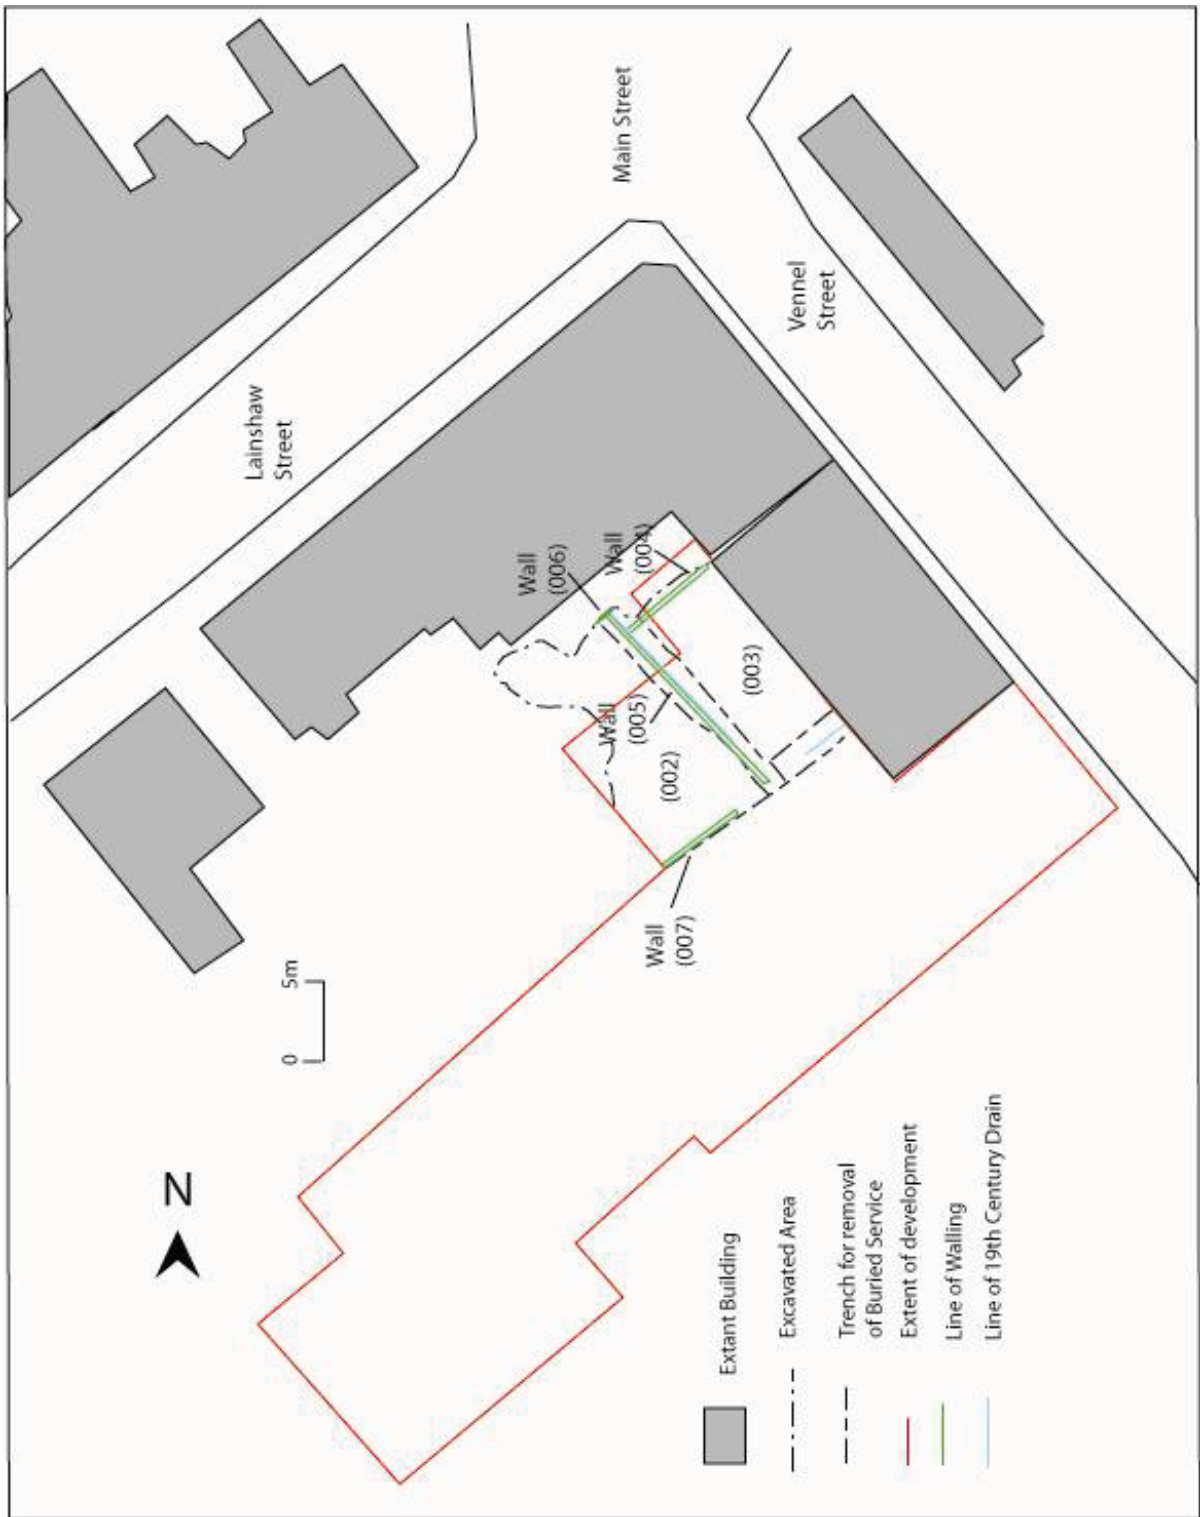 Main Street
Vennel
Street
Lainshaw
Street
Wall
(006)
Wall
(004)
Wall
(005)
(003)
(002)
Wall
(007)
0
5m
N
Extant Building
Excavated Area
Trench for removal
of Buried Service
Extent of development
Line of Walling
Line of 19th Century Drain